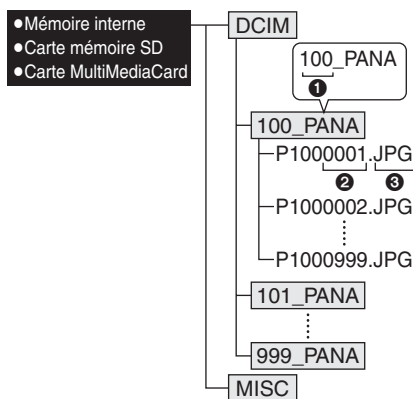 ●Mémoire interne
●Carte mémoire SD
●Carte MultiMediaCard
DCIM
100_PANA
❶
100_PANA
P1000001.JPG
❷ ❸
P1000002.JPG
P1000999.JPG
101_PANA
999_PANA
MISC